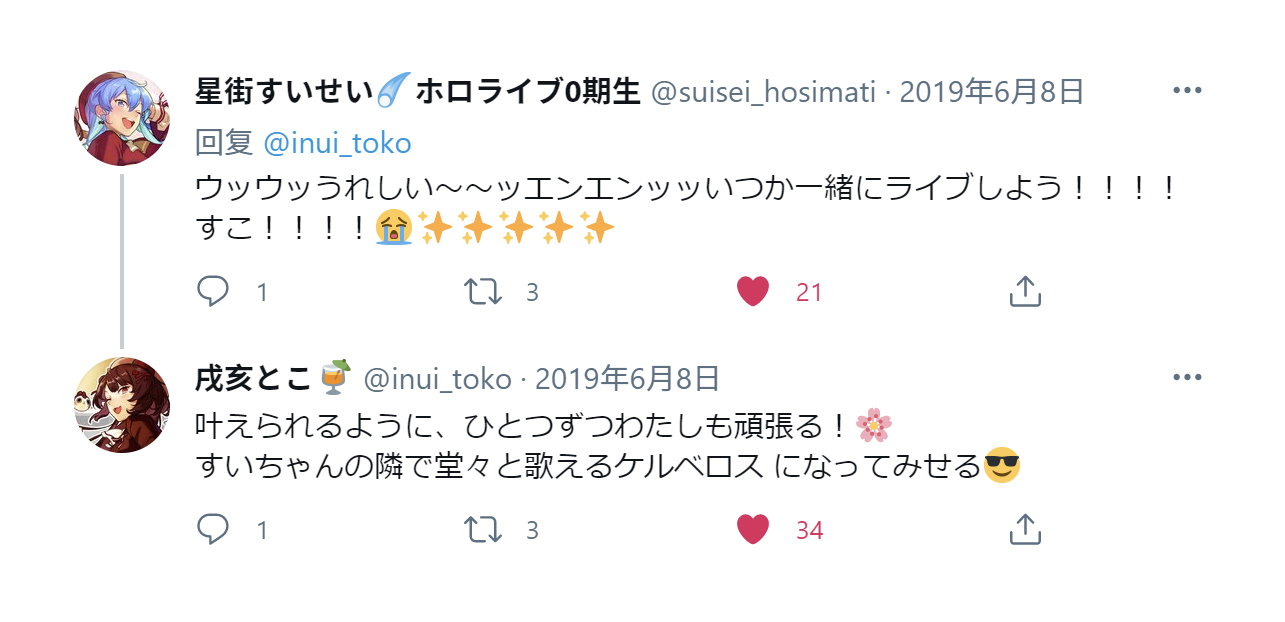 星街すいせい☄️ホロライブ0期生 @suisei_hosimati · 2019年6月8日
回复 @inui_toko
ウッウッうれしい〜〜ッエンエンッッいつか一緒にライブしよう！！！！
すこ！！！！😭✨✨✨✨✨
1 3 21
戌亥とこ🍹 @inui_toko · 2019年6月8日
叶えられるように、ひとつずつわたしも頑張る！🌸
すいちゃんの隣で堂々と歌えるケルベロス になってみせる😎
1 3 34